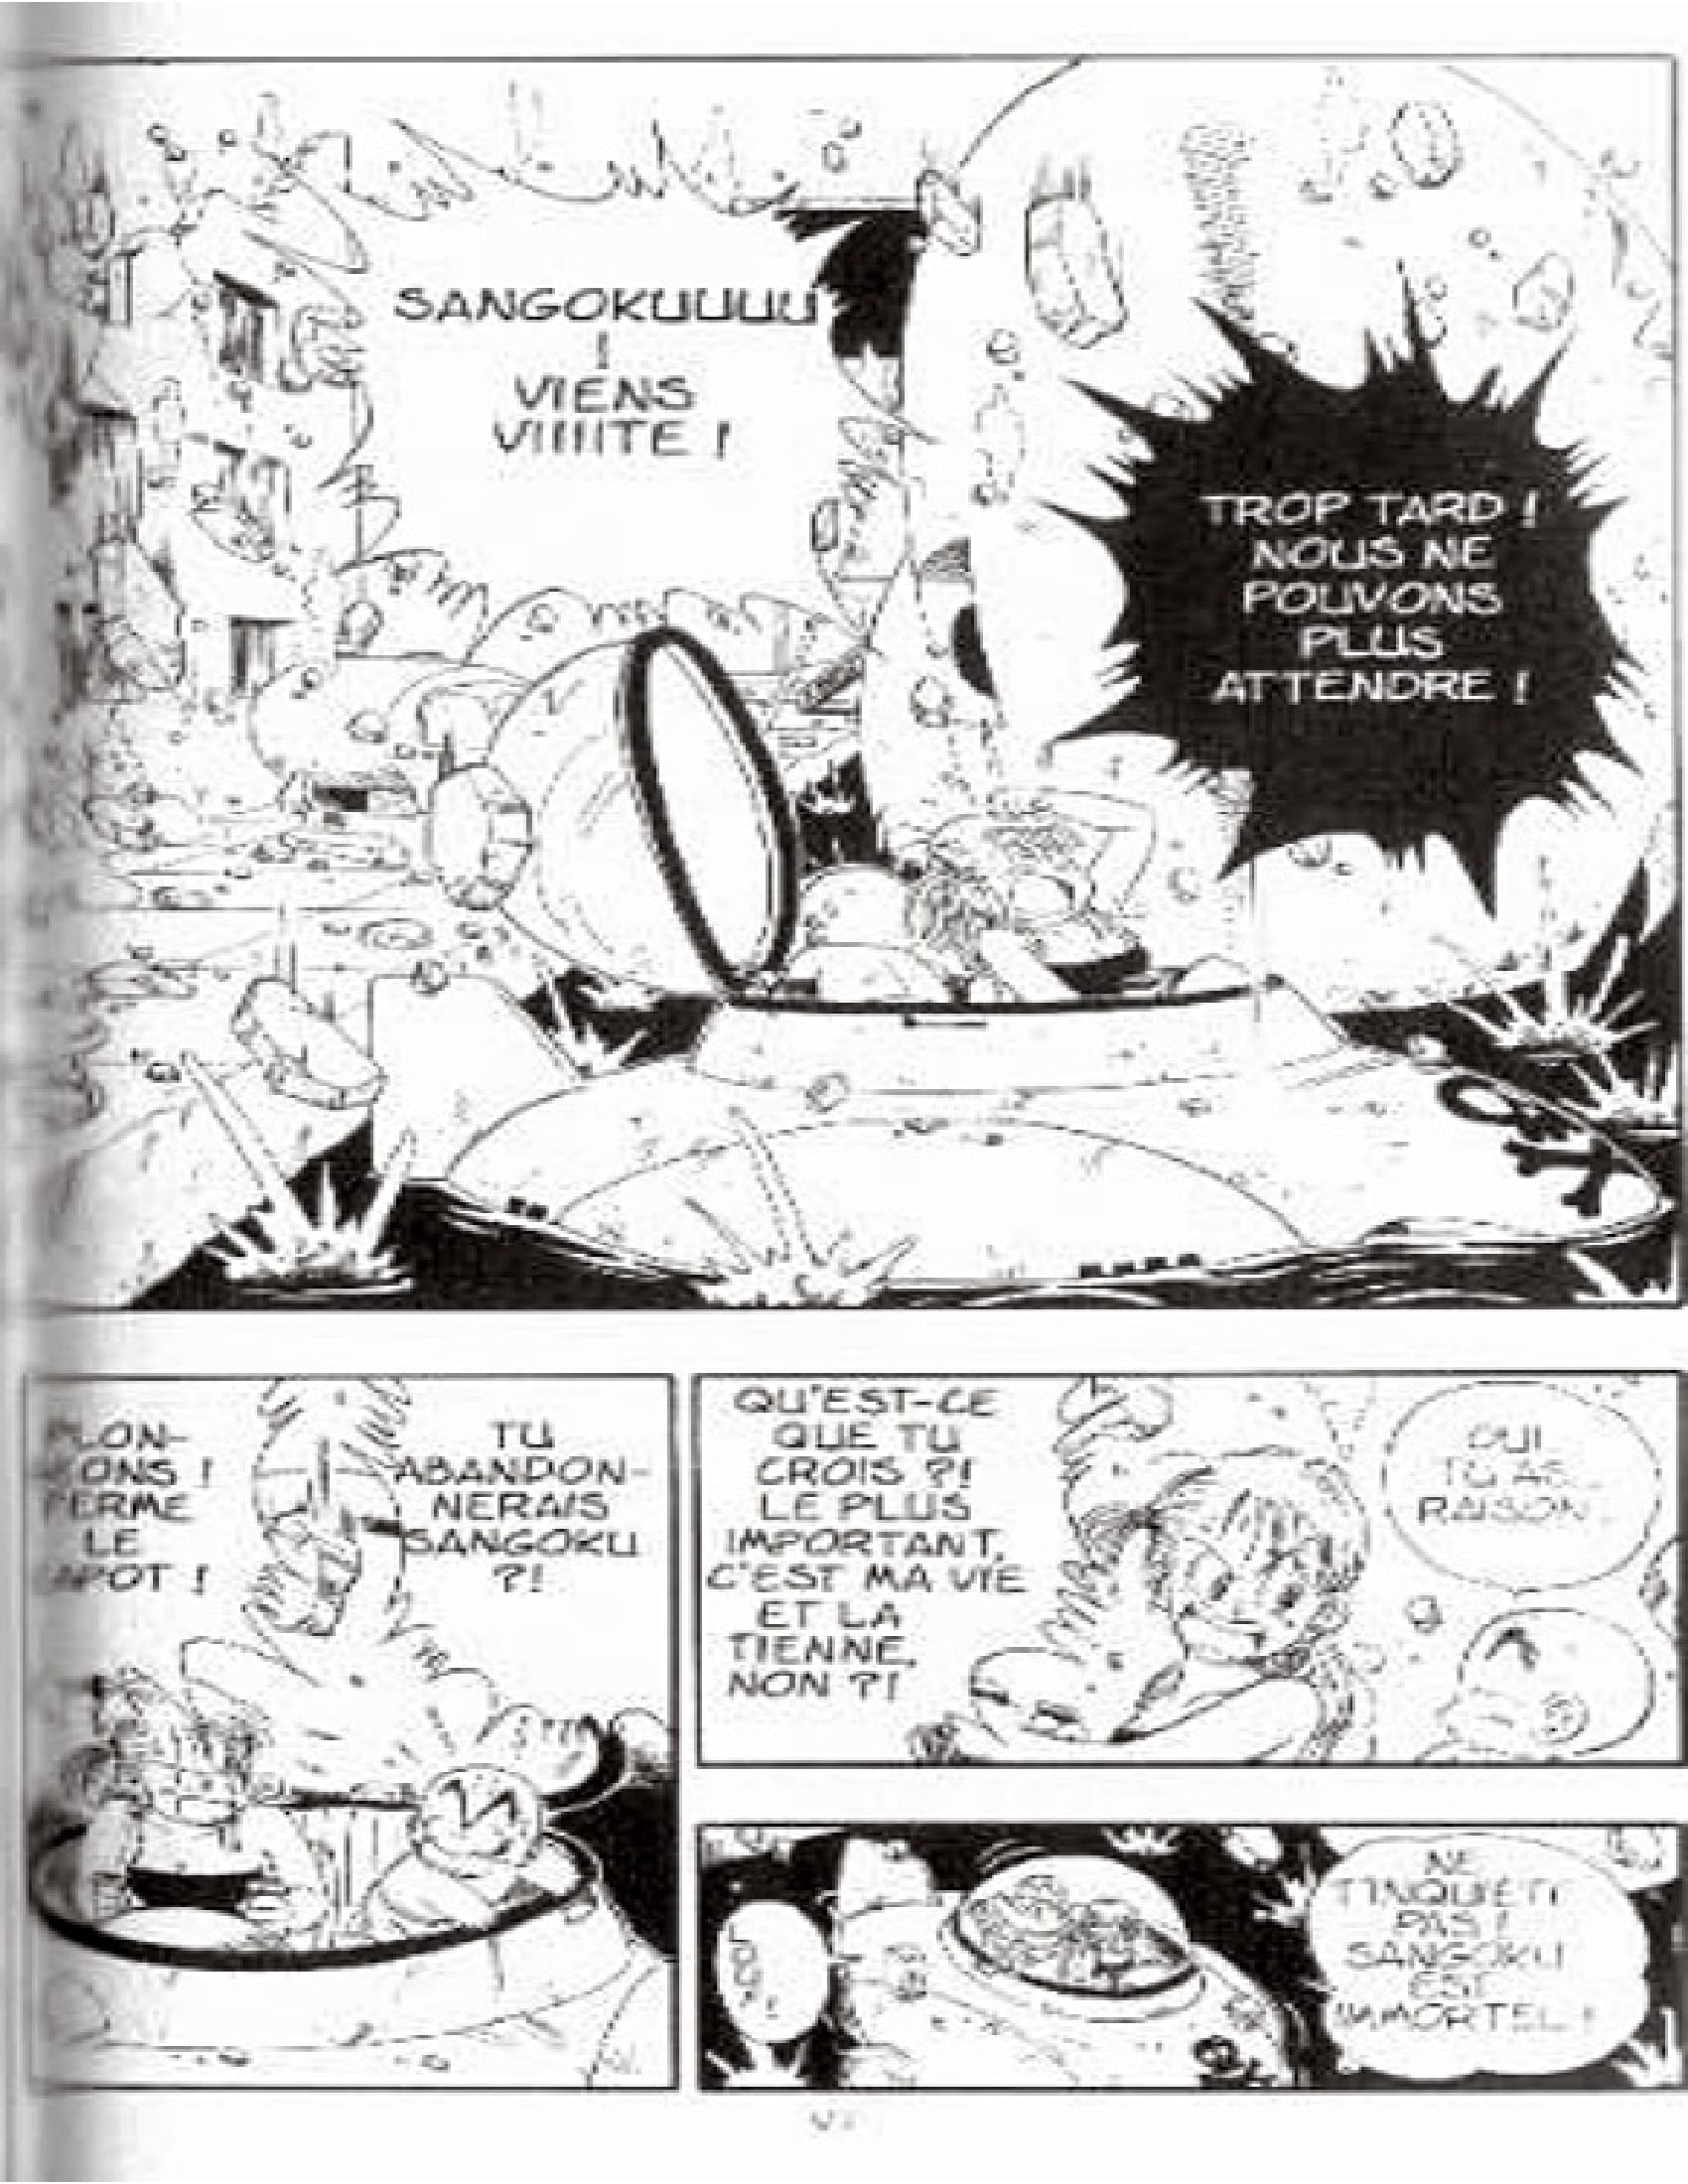 SANGOKUUUU
!
VIENS
VIIIITE !
TROP TARD !
NOUS NE
POUVONS
PLUS
ATTENDRE !
LE
TU
ABANDON-
NERAIS
SANGOKU
?!
QU'EST-CE
QUE TU
CROIS ?!
LE PLUS
IMPORTANT,
C'EST MA VIE
ET LA
TIENNE,
NON ?!
OUI
TU AS
RAISON
NE
PAS !
SANGOKU
EST
IMMORTEL !